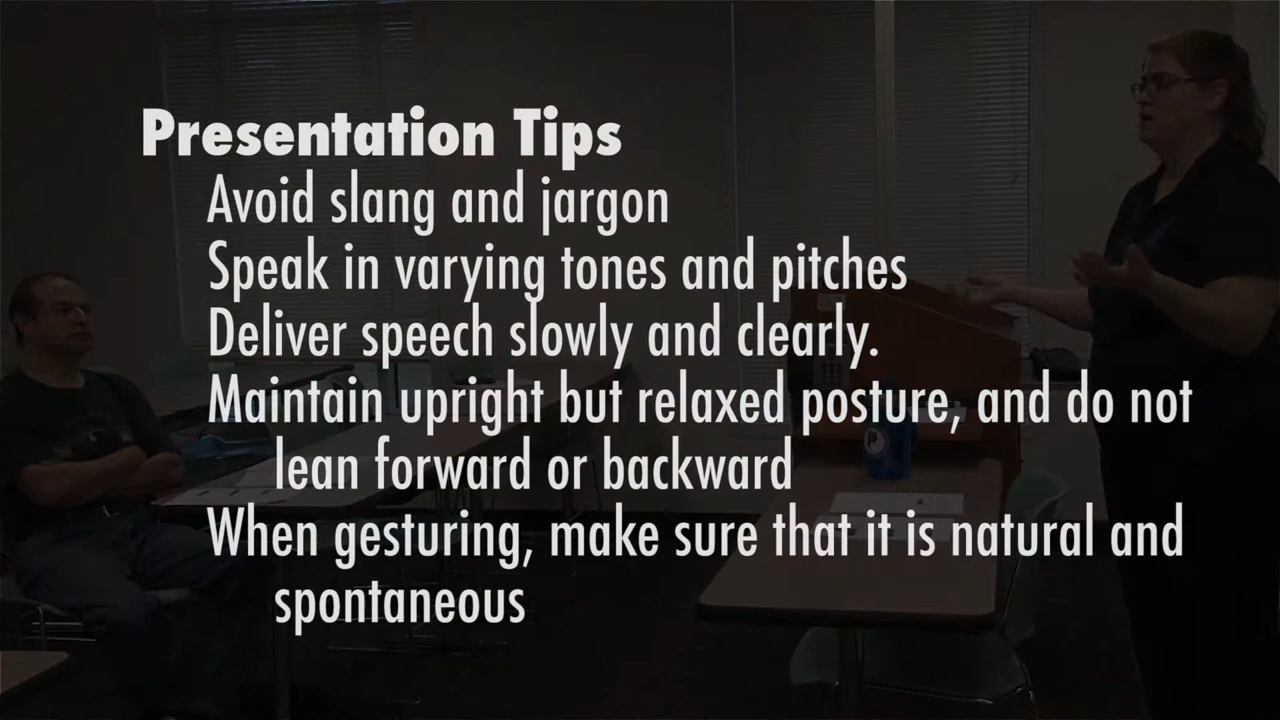 Presentation Tips
Avoid slang and jargon
Speak in varying tones and pitches
Deliver speech slowly and clearly.
Maintain upright but relaxed posture, and do not
lean forward or backward
When gesturing, make sure that it is natural and
spontaneous